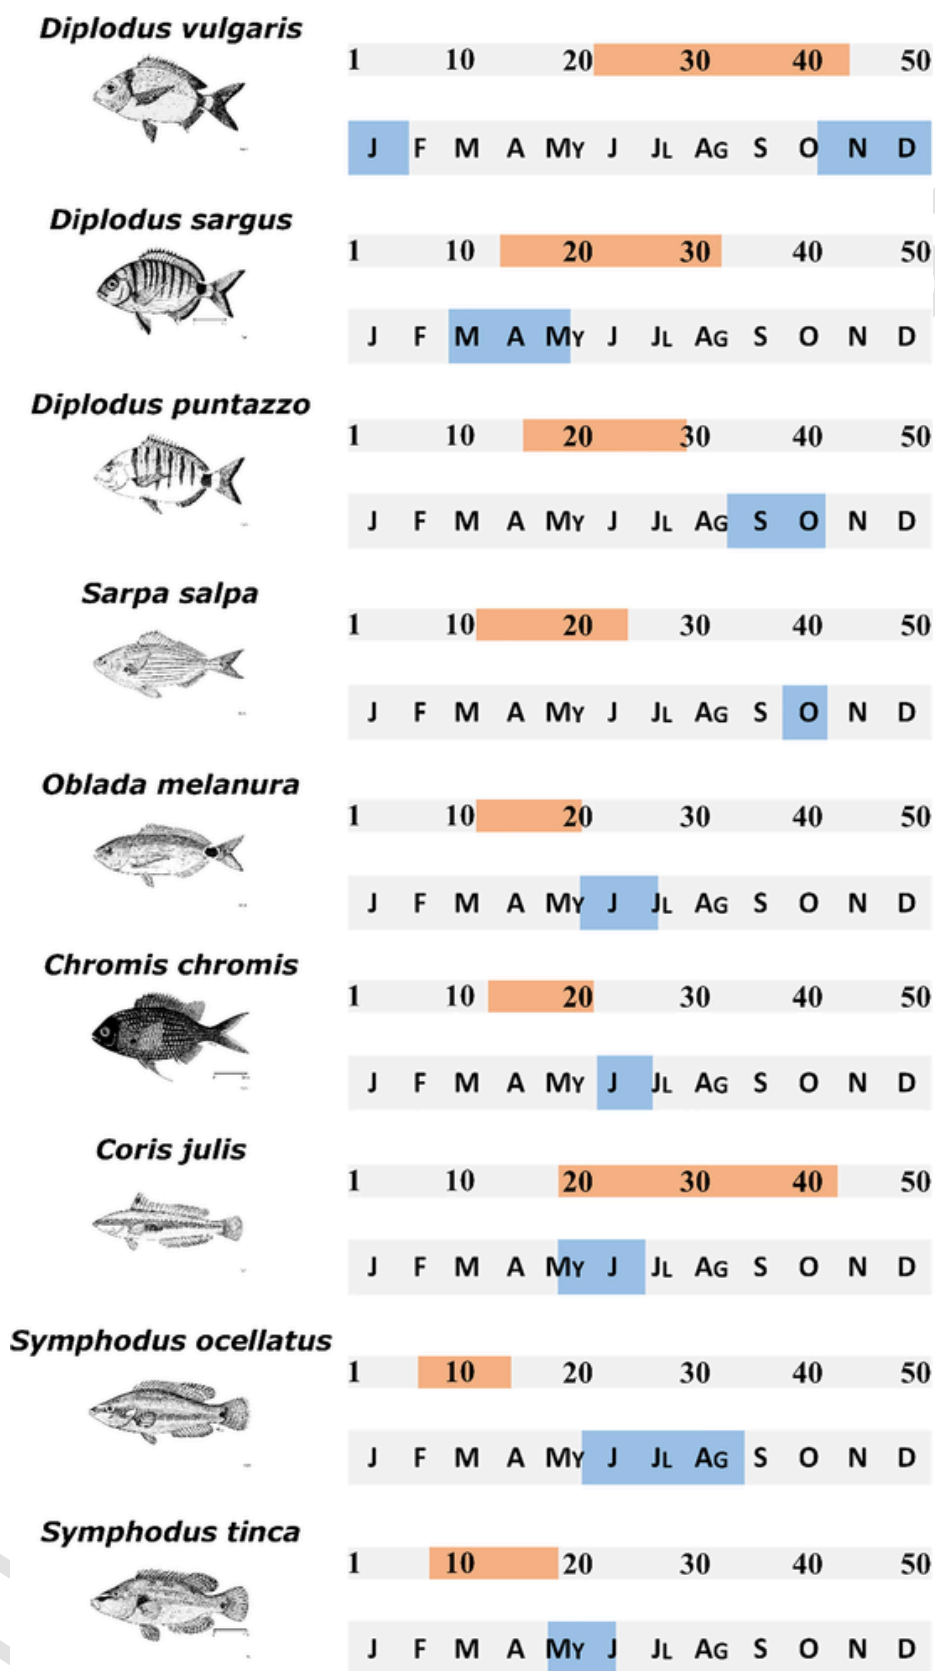 Diplodus vulgaris
1 10 20 30 40 50
J F M A MY J JL AG S O N D
Diplodus sargus
1 10 20 30 40 50
J F M A MY J JL AG S O N D
Diplodus puntazzo
1 10 20 30 40 50
J F M A MY J JL AG S O N D
Sarpa salpa
1 10 20 30 40 50
J F M A MY J JL AG S O N D
Oblada melanura
1 10 20 30 40 50
J F M A MY J JL AG S O N D
Chromis chromis
1 10 20 30 40 50
J F M A MY J JL AG S O N D
Coris julis
1 10 20 30 40 50
J F M A MY J JL AG S O N D
Symphodus ocellatus
1 10 20 30 40 50
J F M A MY J JL AG S O N D
Symphodus tinca
1 10 20 30 40 50
J F M A MY J JL AG S O N D